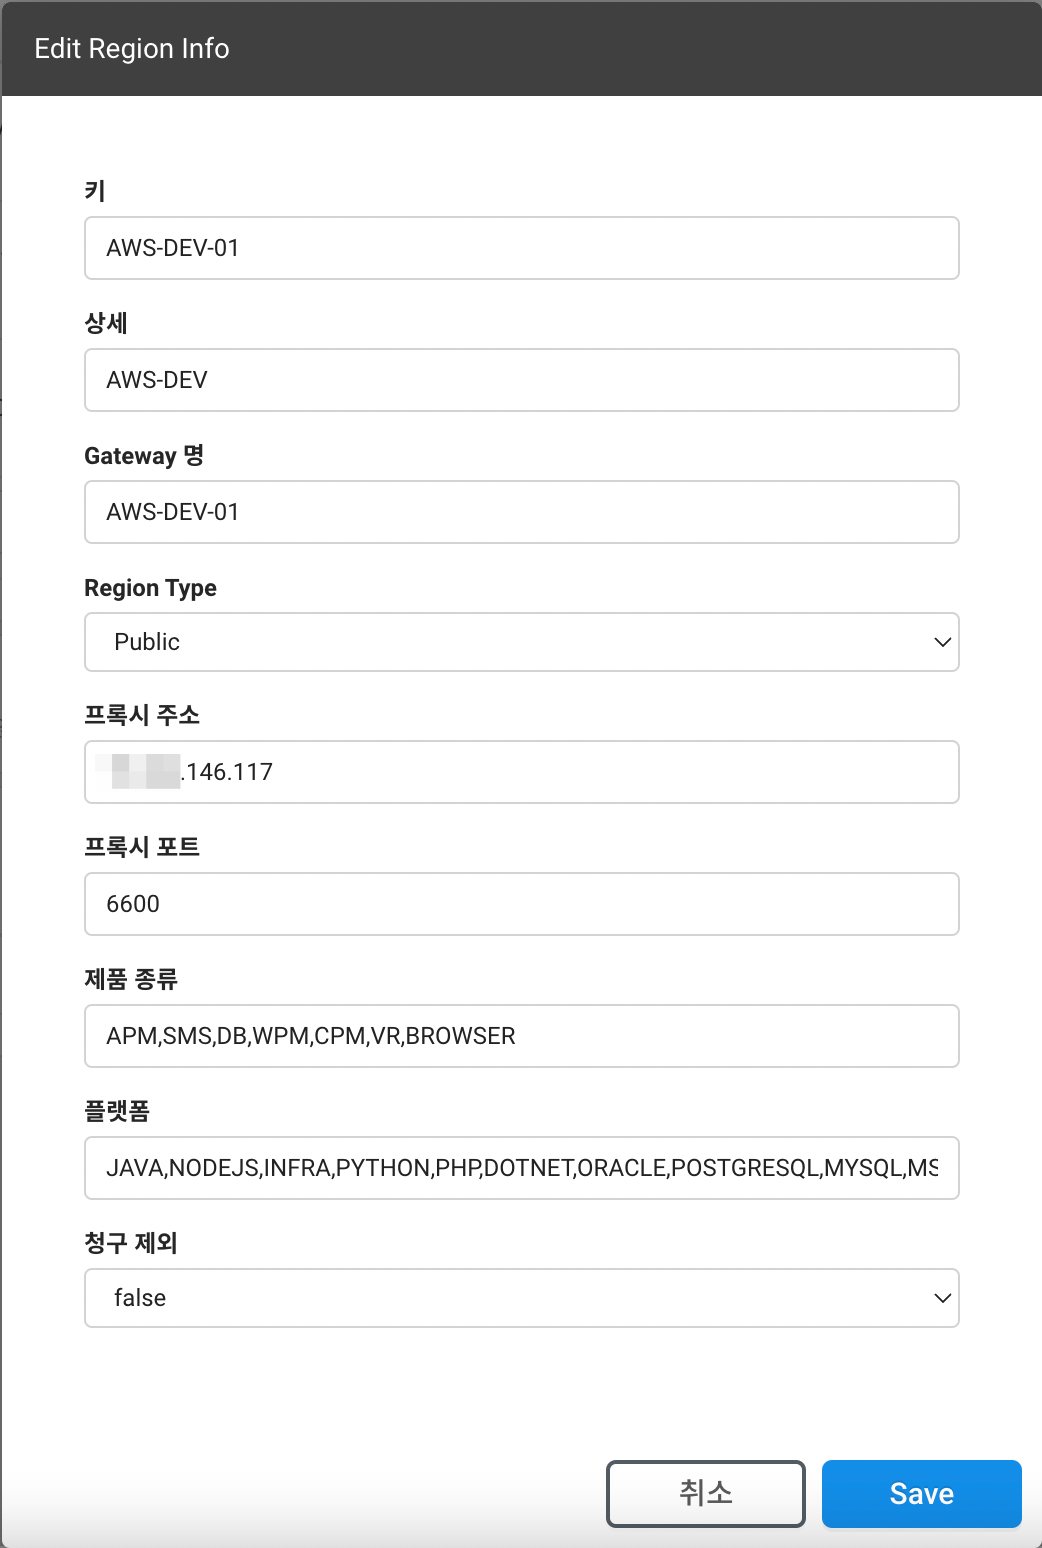 Edit Region Info
키
AWS-DEV-01
상세
AWS-DEV
Gateway 명
AWS-DEV-01
Region Type
Public
프록시 주소
.146.117
프록시 포트
6600
제품 종류
APM,SMS,DB,WPM,CPM,VR,BROWSER
플랫폼
JAVA,NODEJS,INFRA,PYTHON,PHP,DOTNET,ORACLE,POSTGRESQL,MYSQL,MS
청구 제외
false
취소
Save